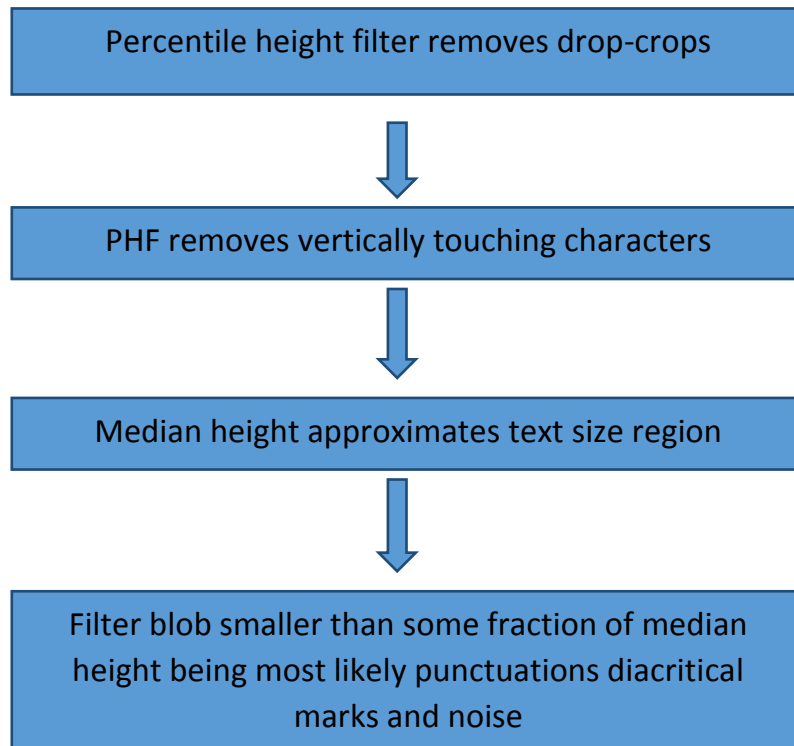 Percentile height filter removes drop-crops
PHF removes vertically touching characters
Median height approximates text size region
Filter blob smaller than some fraction of median
height being most likely punctuations diacritical
marks and noise